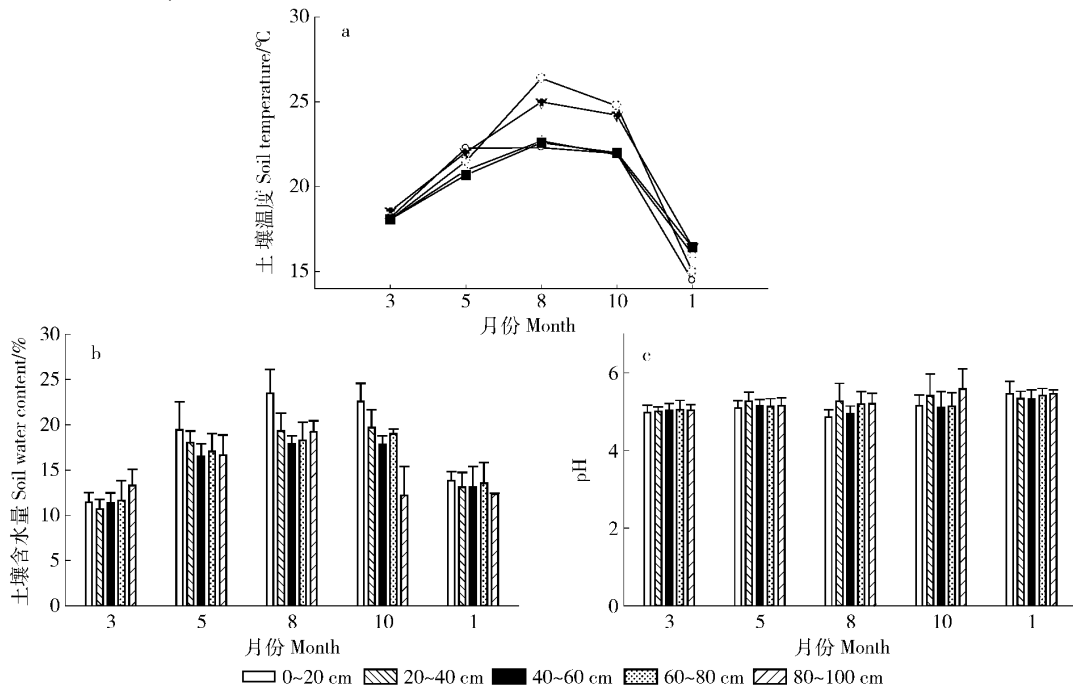 a
土壤温度 Soil temperature/℃
30
25
20
15
3 5 8 10 1
月份 Month
b
土壤含水量 Soil water content/%
30
25
20
15
10
5
0
3 5 8 10 1
月份 Month
c
pH
6
4
2
0
3 5 8 10 1
月份 Month
0~20 cm 20~40 cm 40~60 cm 60~80 cm 80~100 cm